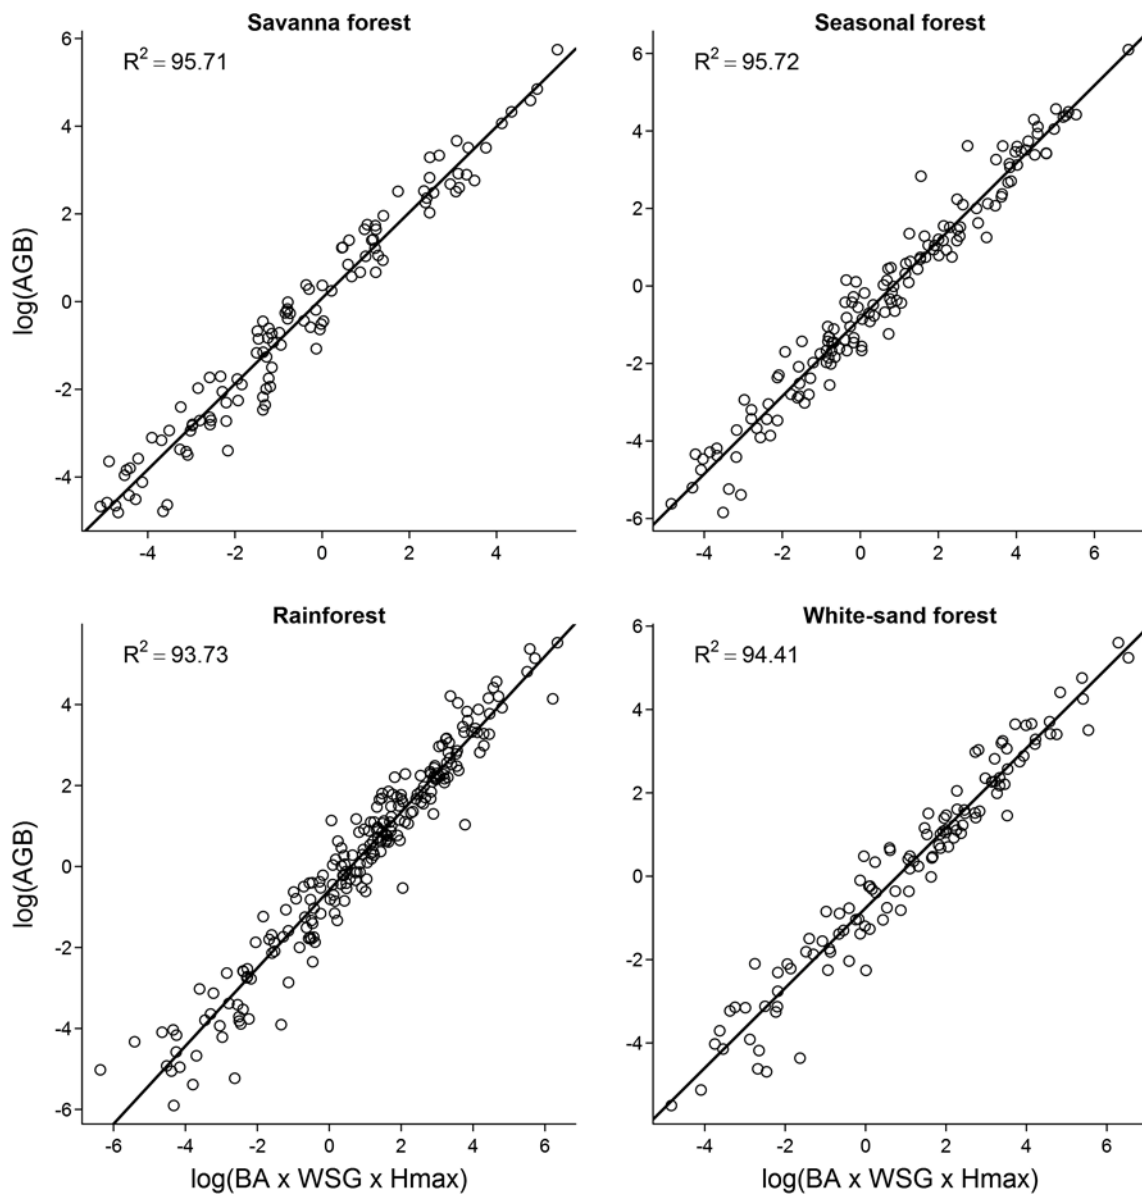 Savanna forest
R² = 95.71
log(AGB)
6
4
2
0
-2
-4
-4 -2 0 2 4
Seasonal forest
R² = 95.72
6
4
2
0
-2
-4
-6
-4 -2 0 2 4 6
Rainforest
R² = 93.73
log(AGB)
4
2
0
-2
-4
-6
-6 -4 -2 0 2 4 6
log(BA x WSG x Hmax)
White-sand forest
R² = 94.41
6
4
2
0
-2
-4
-4 -2 0 2 4 6
log(BA x WSG x Hmax)